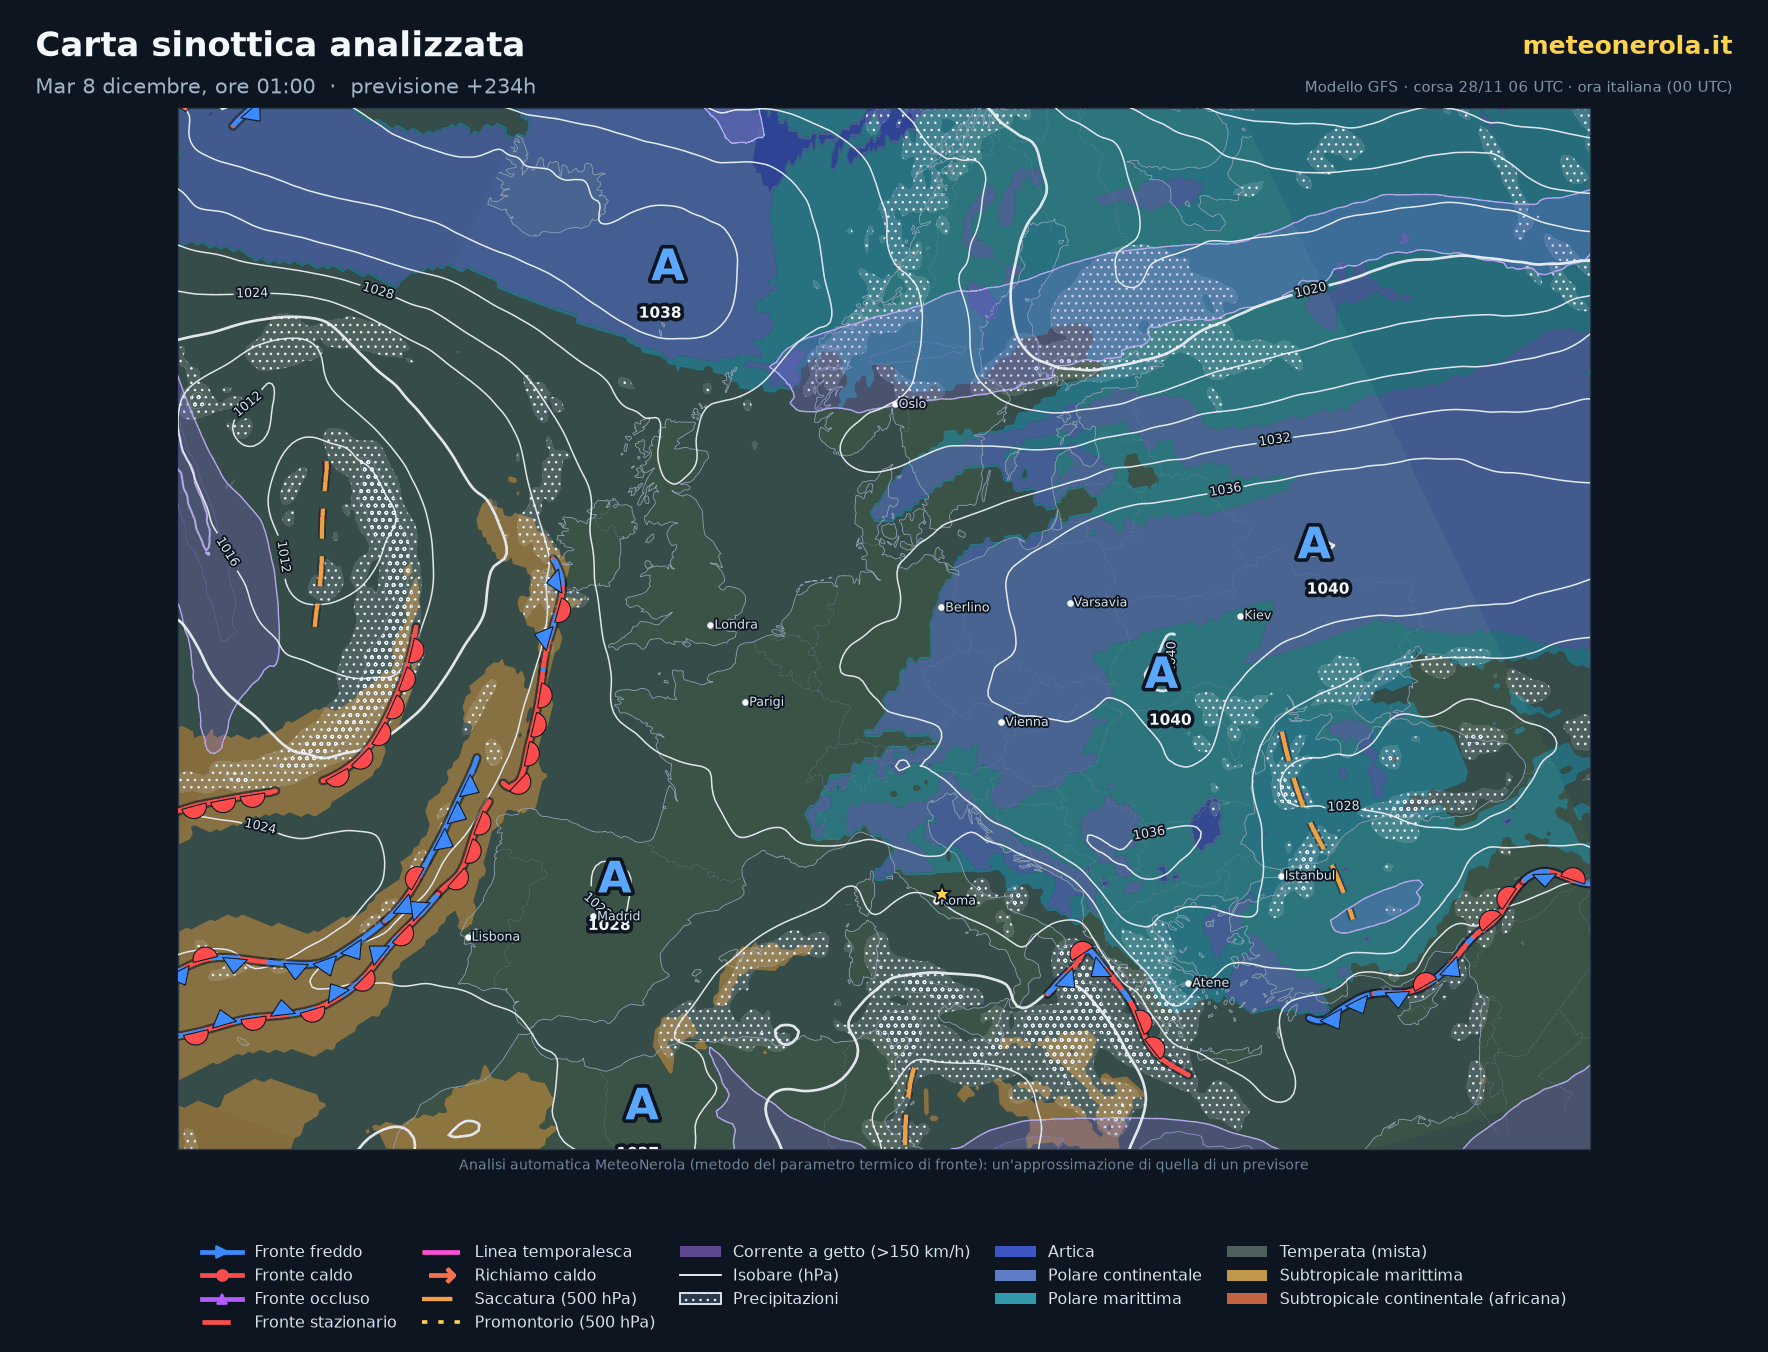 Carta sinottica analizzata
meteonerola.it
Mar 8 dicembre, ore 01:00 · previsione +234h
Modello GFS · corsa 28/11 06 UTC · ora italiana (00 UTC)
A
1038
1024
1028
1020
1012
Oslo
1032
1036
1016
1012
A
1040
Berlino
Varsavia
Kiev
Londra
A
1040
Parigi
Vienna
1028
1024
1036
A
1028
Madrid
Istanbul
Roma
Lisbona
Atene
A
Analisi automatica MeteoNerola (metodo del parametro termico di fronte): un'approssimazione di quella di un previsore
Fronte freddo
Fronte caldo
Fronte occluso
Fronte stazionario
Linea temporalesca
Richiamo caldo
Saccatura (500 hPa)
Promontorio (500 hPa)
Corrente a getto (>150 km/h)
Isobare (hPa)
Precipitazioni
Artica
Polare continentale
Polare marittima
Temperata (mista)
Subtropicale marittima
Subtropicale continentale (africana)